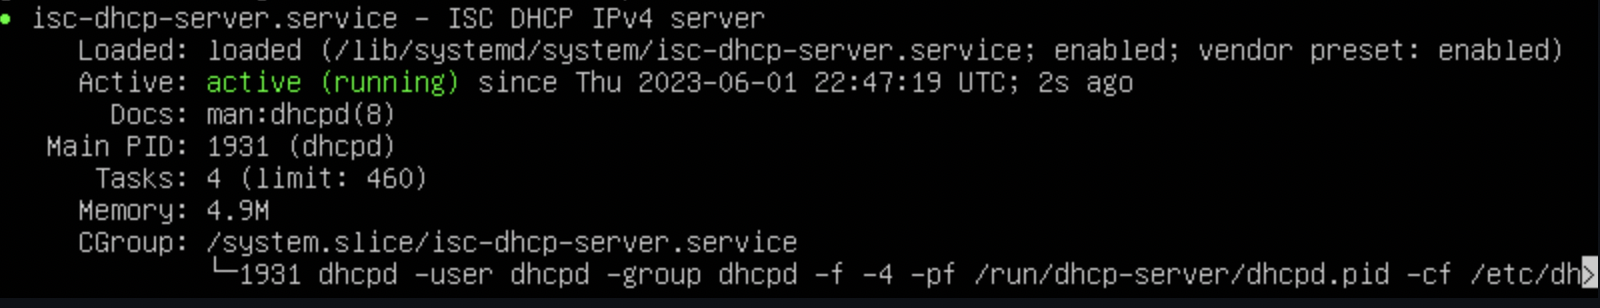 ● isc-dhcp-server.service - ISC DHCP IPv4 server
Loaded: loaded (/lib/systemd/system/isc-dhcp-server.service; enabled; vendor preset: enabled)
Active: active (running) since Thu 2023-06-01 22:47:19 UTC; 2s ago
Docs: man:dhcpd(8)
Main PID: 1931 (dhcpd)
Tasks: 4 (limit: 460)
Memory: 4.9M
CGroup: /system.slice/isc-dhcp-server.service
└─1931 dhcpd -user dhcpd -group dhcpd -f -4 -pf /run/dhcp-server/dhcpd.pid -cf /etc/dh>